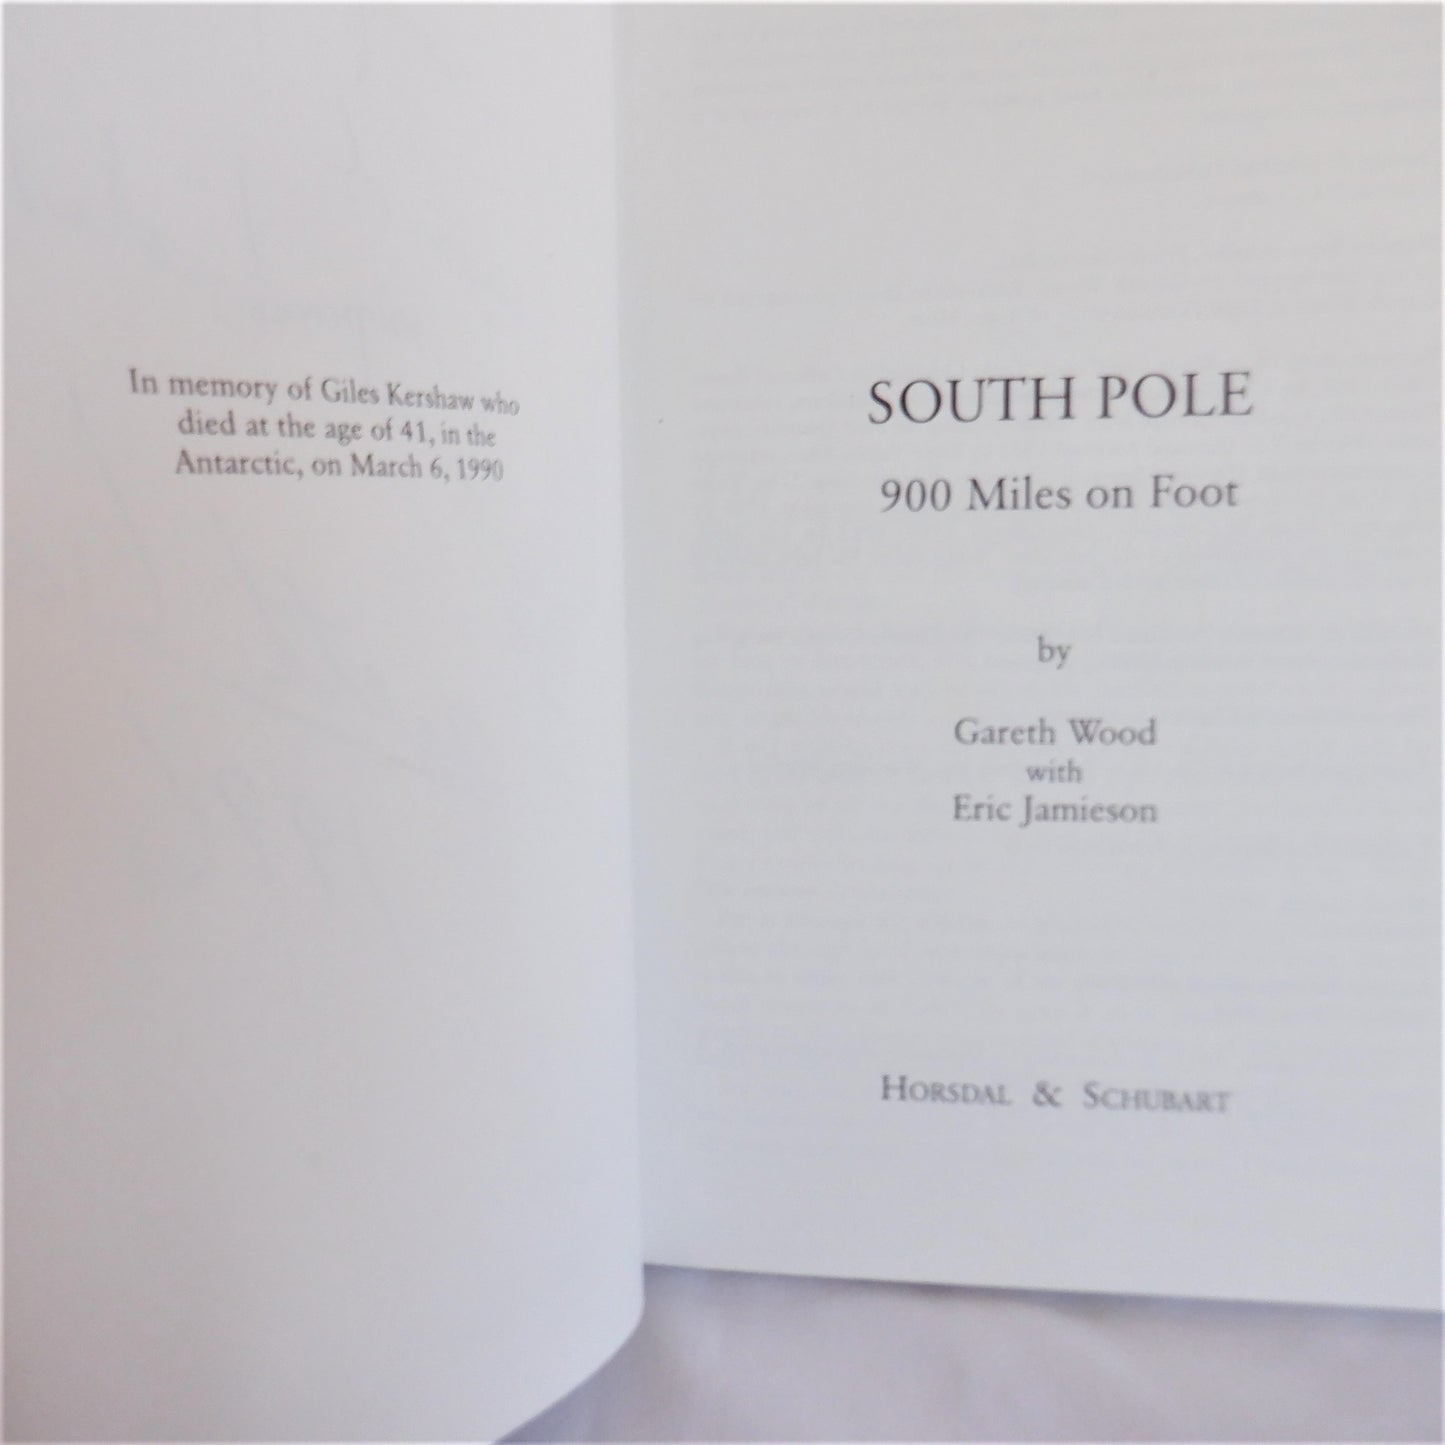 In memory of Giles Kershaw who
died at the age of 41, in the
Antarctic, on March 6, 1990
SOUTH POLE
900 Miles on Foot
by
Gareth Wood
with
Eric Jamieson
HORSDAL & SCHUBART